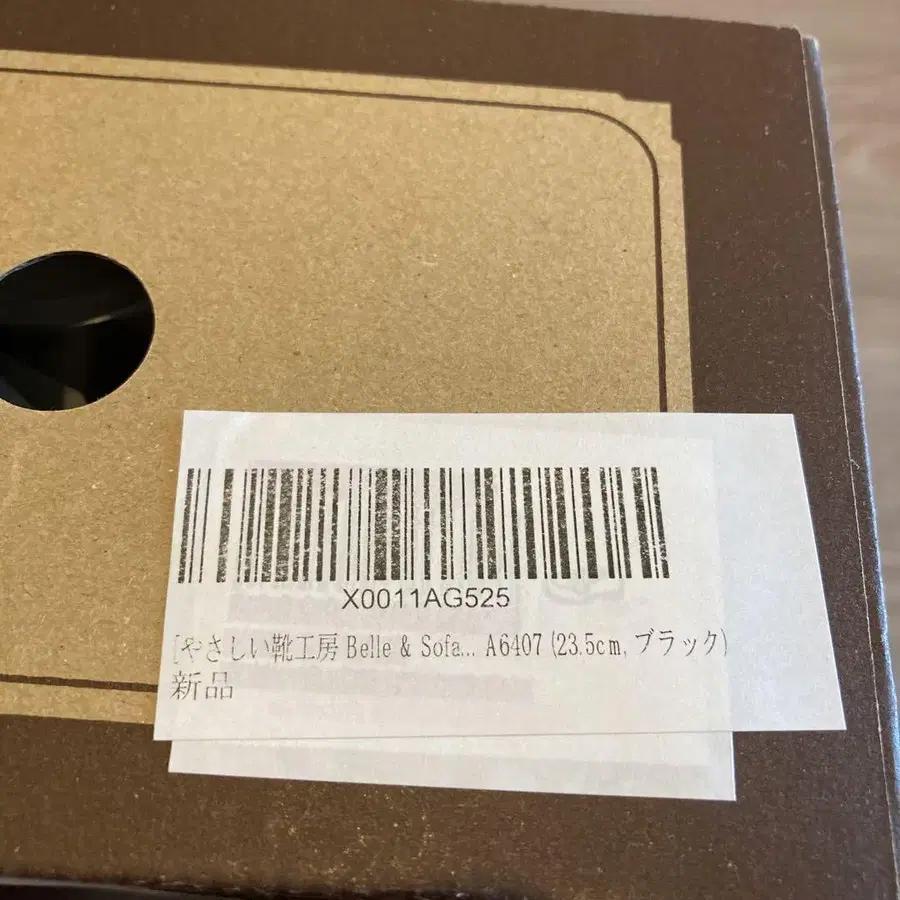 X0011AG525
[やさしい靴工房 Belle & Sofa... A6407 (23.5cm, ブラック)
新品